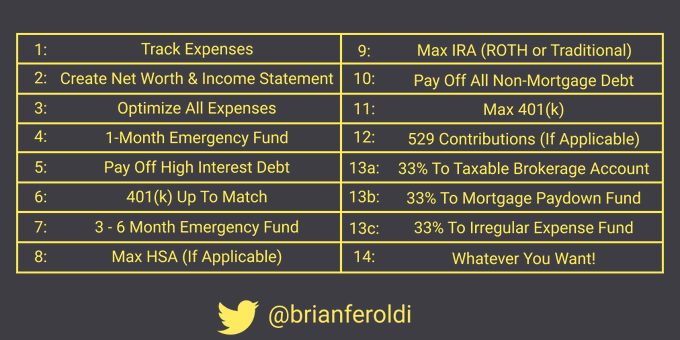 1: Track Expenses
2: Create Net Worth & Income Statement
3: Optimize All Expenses
4: 1-Month Emergency Fund
5: Pay Off High Interest Debt
6: 401(k) Up To Match
7: 3 - 6 Month Emergency Fund
8: Max HSA (If Applicable)
9: Max IRA (ROTH or Traditional)
10: Pay Off All Non-Mortgage Debt
11: Max 401(k)
12: 529 Contributions (If Applicable)
13a: 33% To Taxable Brokerage Account
13b: 33% To Mortgage Paydown Fund
13c: 33% To Irregular Expense Fund
14: Whatever You Want!
@brianferoldi